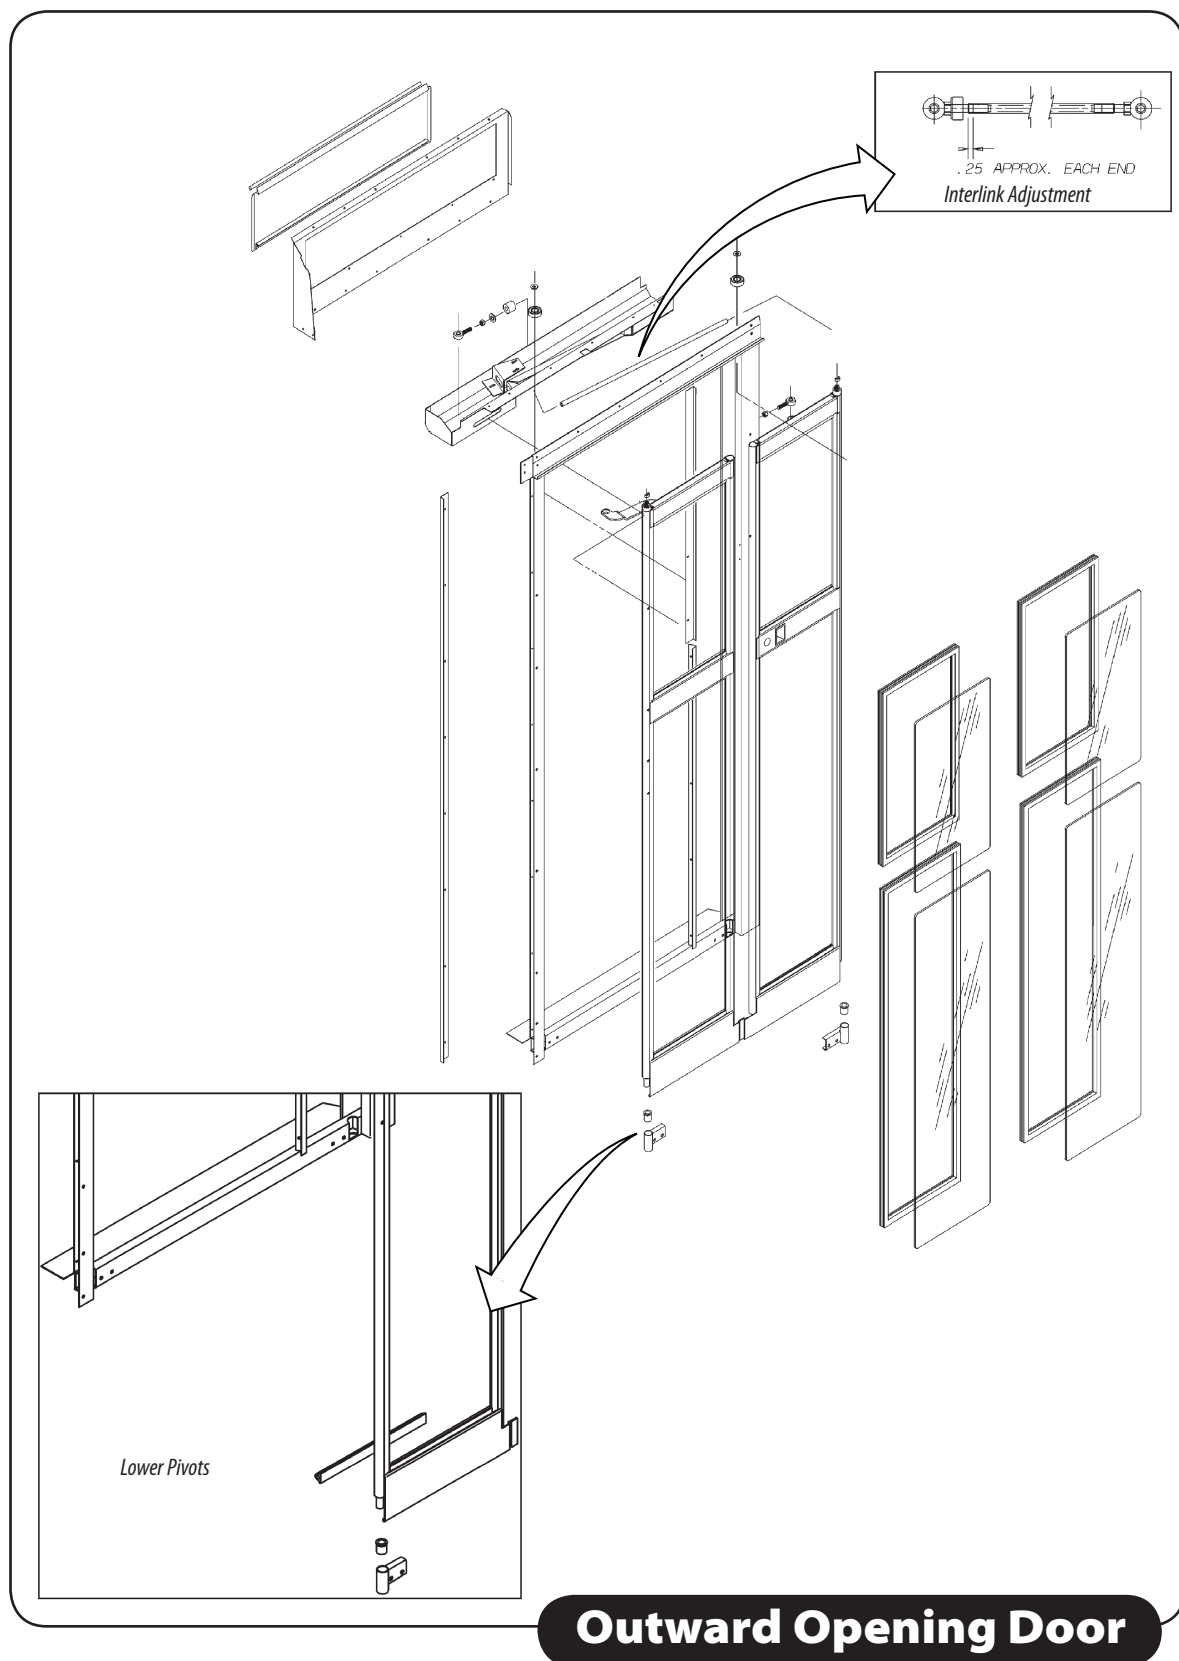 .25 APPROX. EACH END
Interlink Adjustment
Lower Pivots
Outward Opening Door